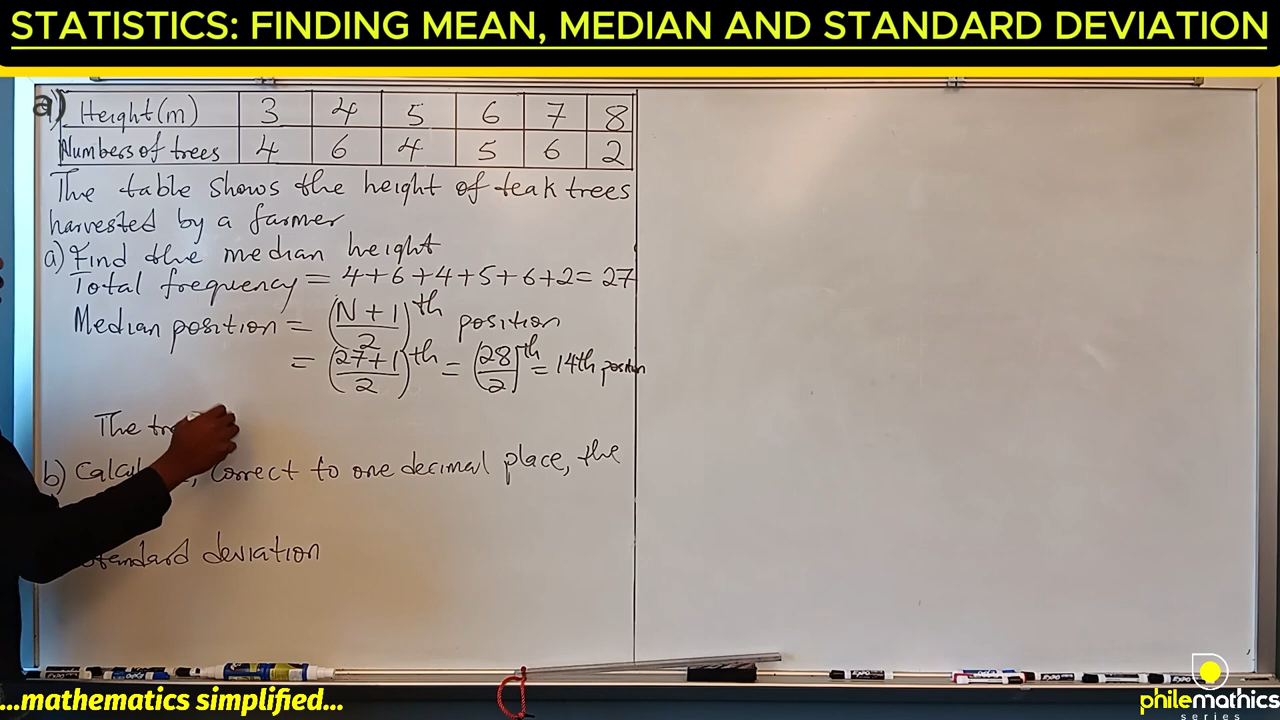 STATISTICS: FINDING MEAN, MEDIAN AND STANDARD DEVIATION
a)
Height(m) 3 4 5 6 7 8
Numbers of trees 4 6 4 5 6 2
The table shows the height of teak trees
harvested by a farmer
a) Find the median height
Total frequency = 4+6+4+5+6+2=27
Median position = (N+1/2)th position
= (27+1/2)th = (28/2)th = 14th position
The
b) correct to one decimal place, the
standard deviation
...mathematics simplified...
philemathics
series